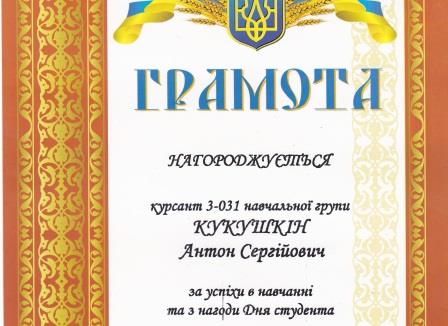 ГРАМОТА
НАГОРОДЖУЄТЬСЯ
курсант 3-031 навчальної групи
КУКУШКІН
Антон Сергійович
за успіхи в навчанні
та з нагоди Дня студента